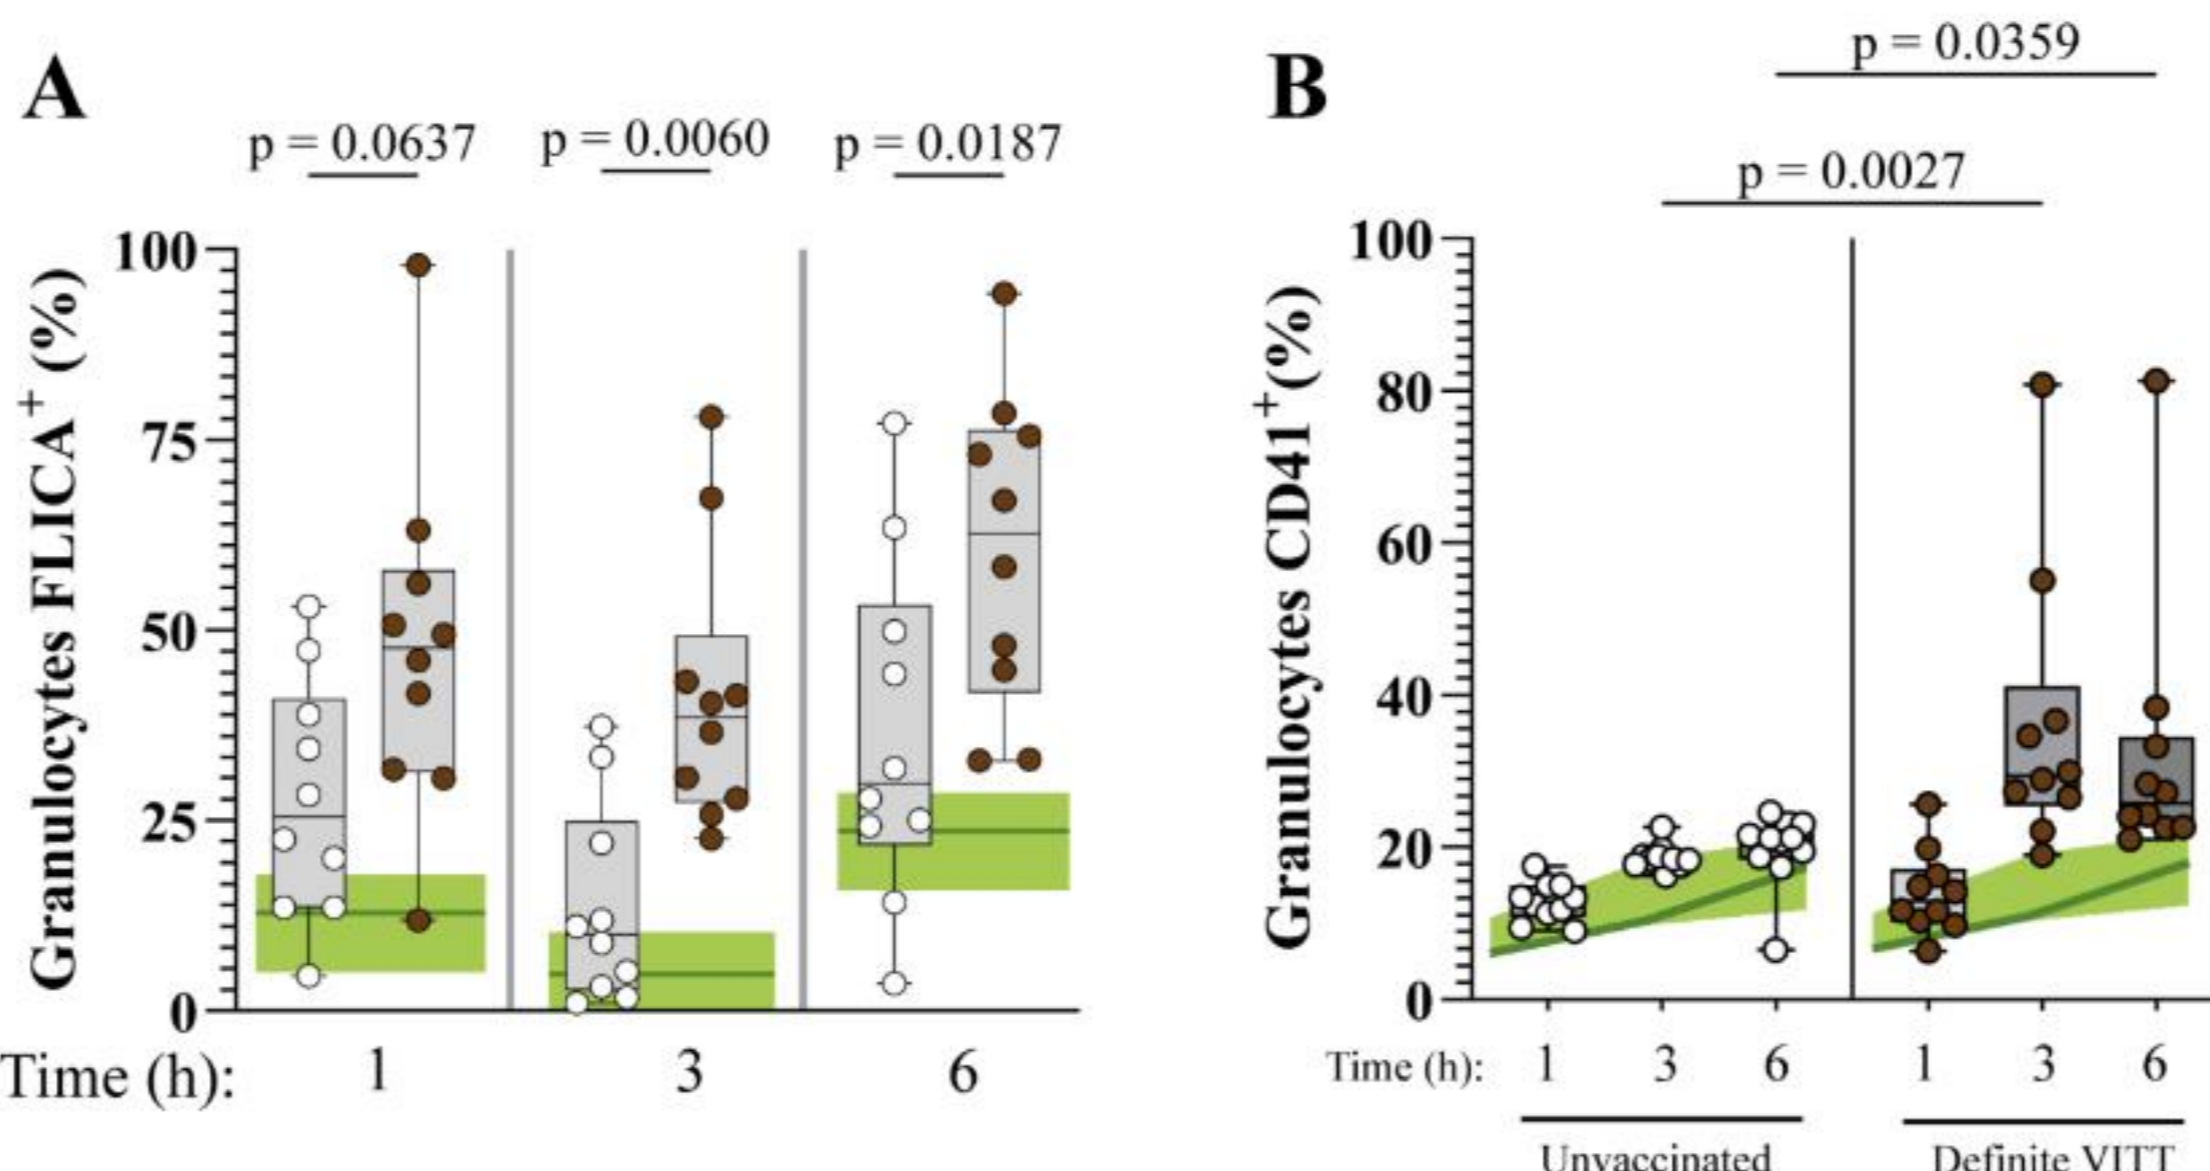 A
p = 0.0637
p = 0.0060
p = 0.0187
Granulocytes FLICA+ (%)
100
75
50
25
0
Time (h): 1 3 6
B
p = 0.0359
p = 0.0027
Granulocytes CD41+(%)
100
80
60
40
20
0
Time (h): 1 3 6 1 3 6
Unvaccinated Definite VITT